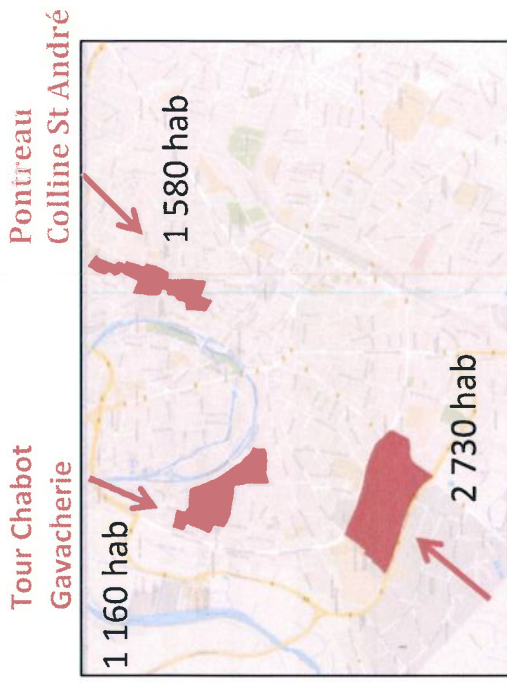 Tour Chabot
Gavacherie
Pontreau
Colline St André
1 160 hab
1 580 hab
2 730 hab